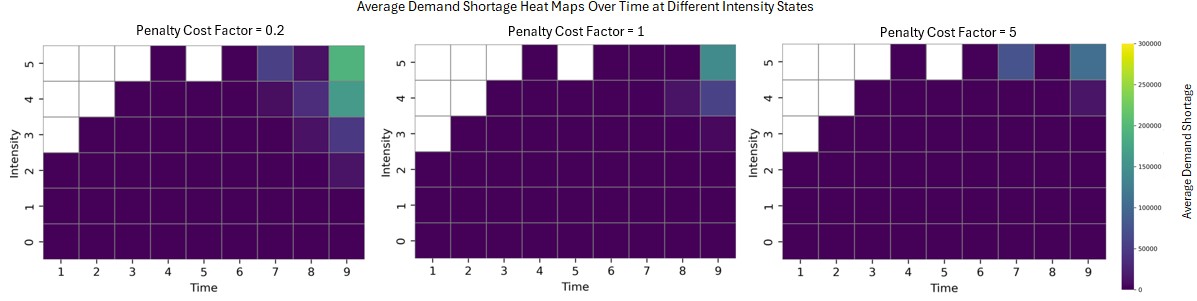 Average Demand Shortage Heat Maps Over Time at Different Intensity States
Penalty Cost Factor = 0.2
5
4
3
2
1
0
Intensity
1 2 3 4 5 6 7 8 9
Time
Penalty Cost Factor = 1
5
4
3
2
1
0
Intensity
1 2 3 4 5 6 7 8 9
Time
Penalty Cost Factor = 5
5
4
3
2
1
0
Intensity
1 2 3 4 5 6 7 8 9
Time
300000
250000
200000
150000
100000
50000
0
Average Demand Shortage